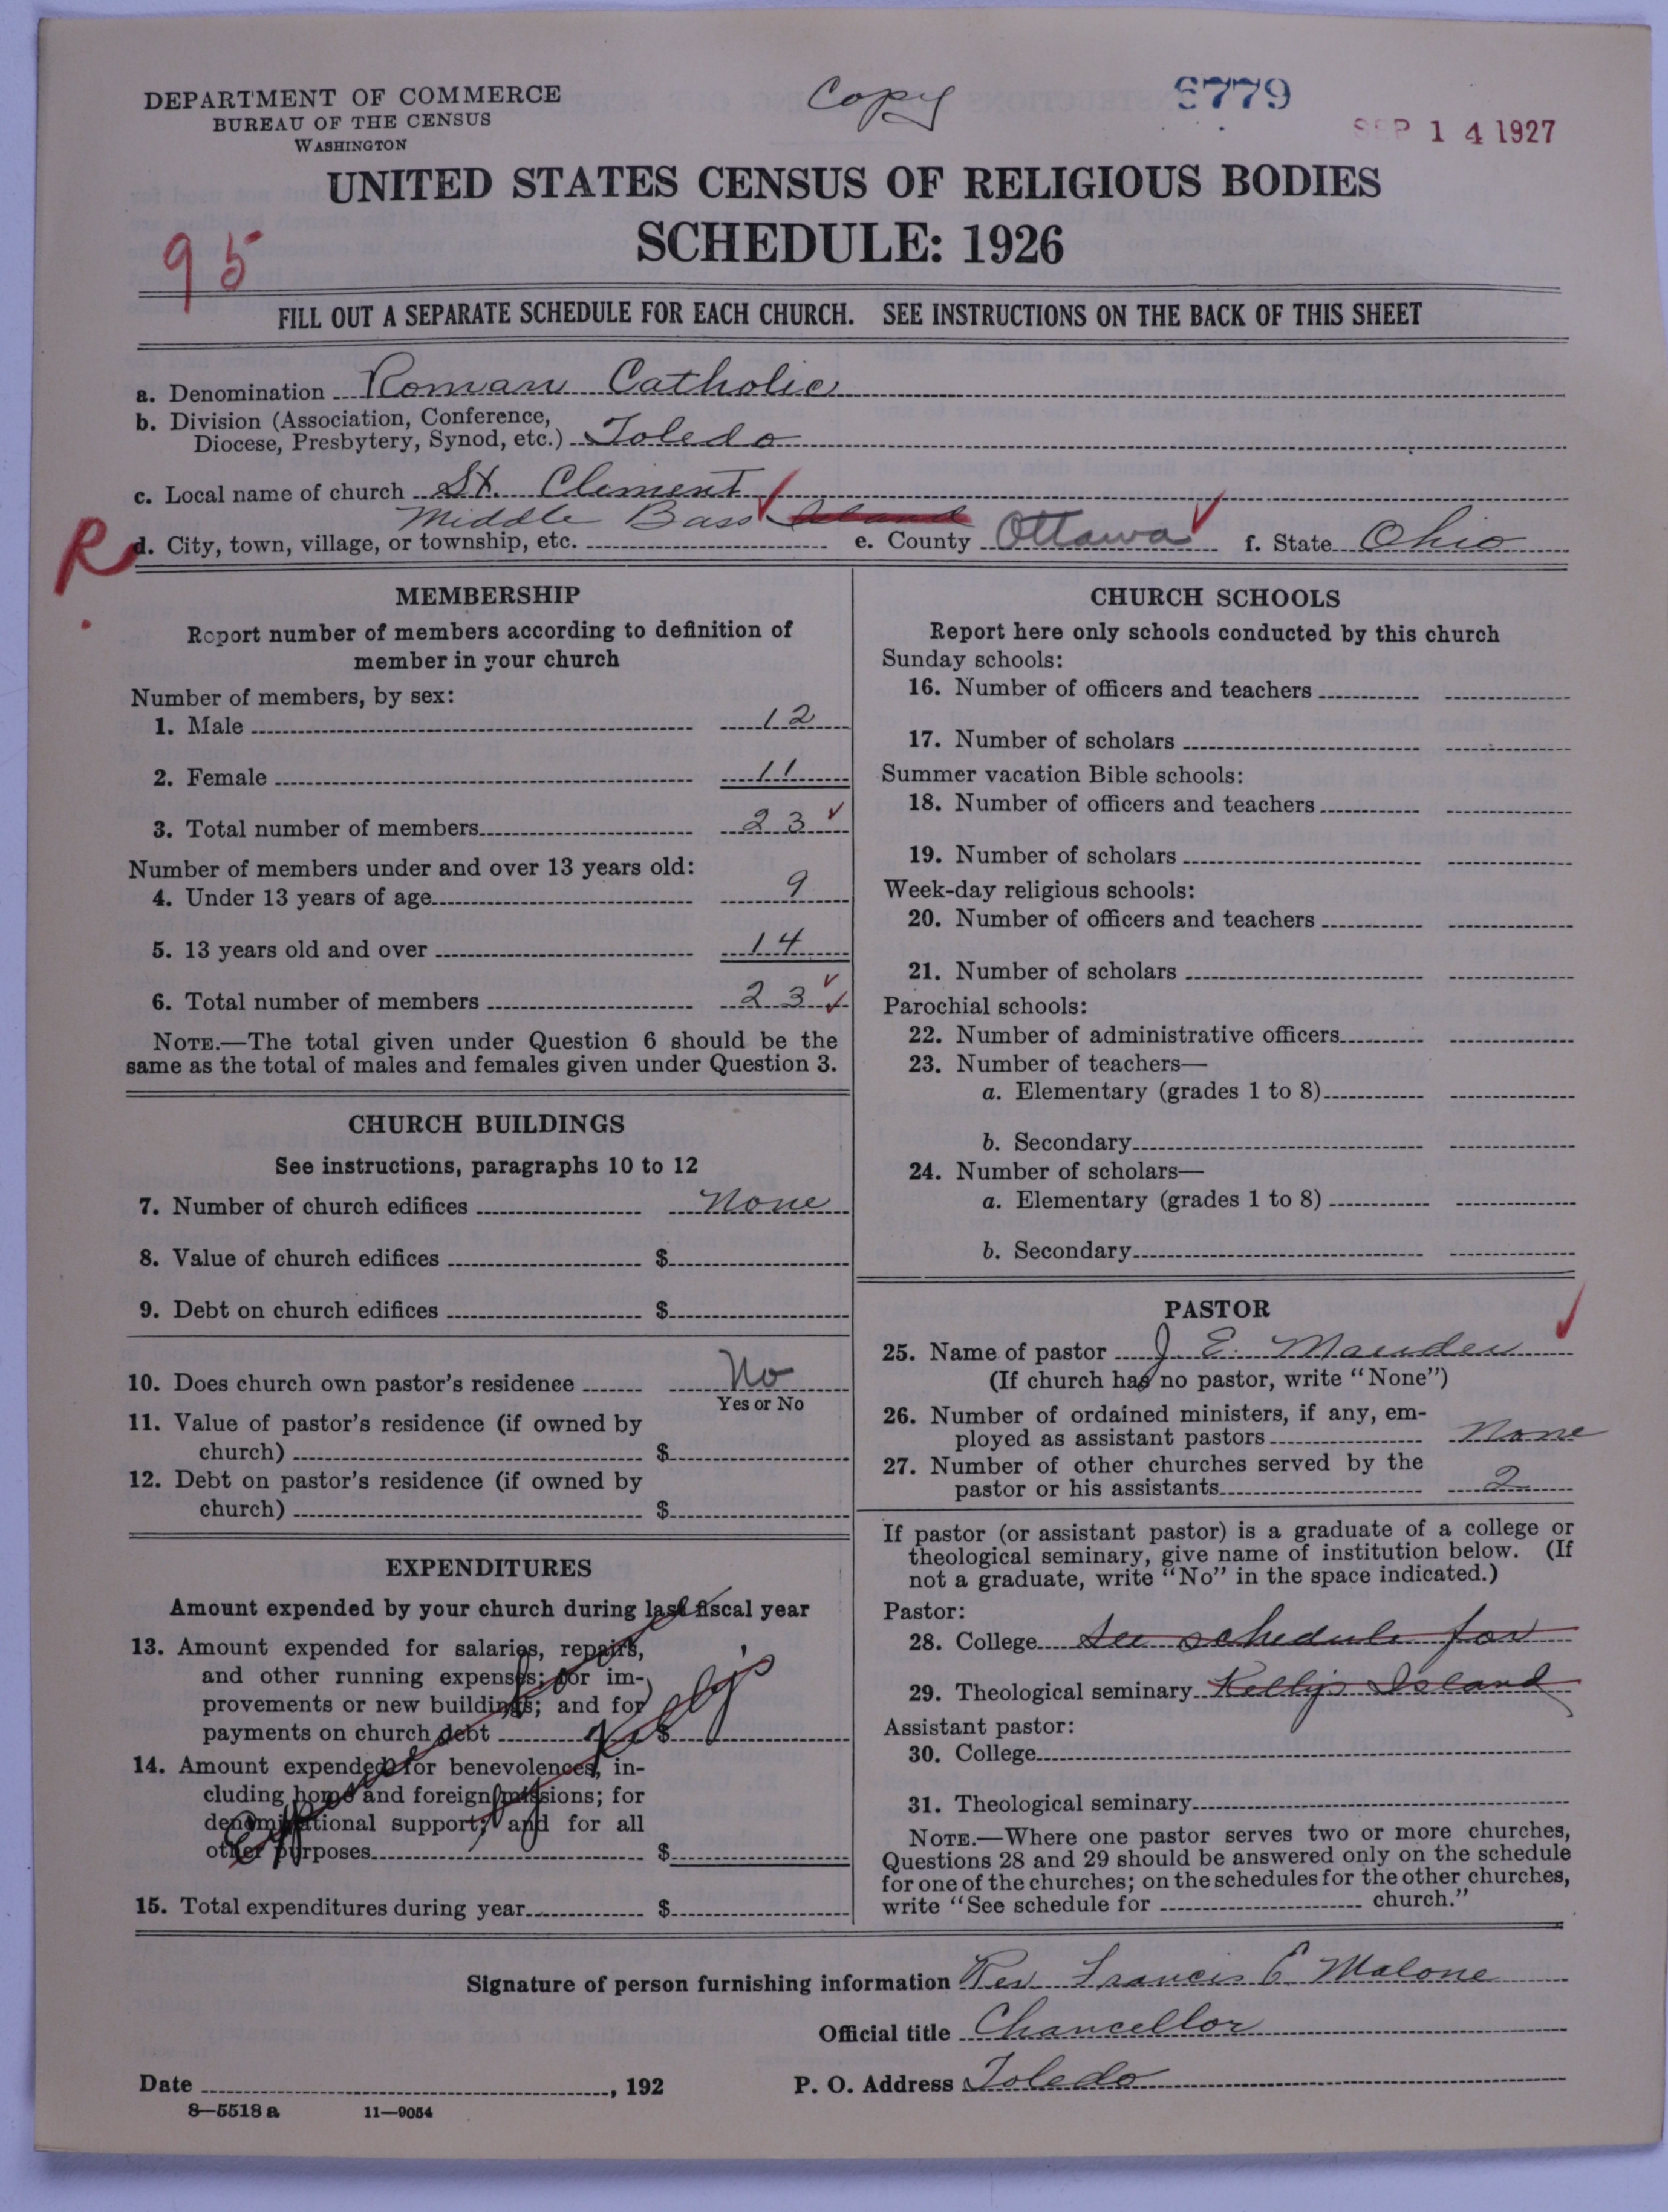 DEPARTMENT OF COMMERCE
BUREAU OF THE CENSUS
WASHINGTON
Copy
6779
SEP 14 1927
UNITED STATES CENSUS OF RELIGIOUS BODIES
SCHEDULE: 1926
95
FILL OUT A SEPARATE SCHEDULE FOR EACH CHURCH. SEE INSTRUCTIONS ON THE BACK OF THIS SHEET
a. Denomination Roman Catholic
b. Division (Association, Conference,
Diocese, Presbytery, Synod, etc.) Toledo
c. Local name of church St. Clement
Middle Bass Island
R
d. City, town, village, or township, etc. e. County Ottawa f. State Ohio
MEMBERSHIP
Report number of members according to definition of
member in your church
Number of members, by sex:
1. Male 12
2. Female 11
3. Total number of members 23
Number of members under and over 13 years old:
4. Under 13 years of age 9
5. 13 years old and over 14
6. Total number of members 23
NOTE.—The total given under Question 6 should be the
same as the total of males and females given under Question 3.
CHURCH BUILDINGS
See instructions, paragraphs 10 to 12
7. Number of church edifices None
8. Value of church edifices $
9. Debt on church edifices $
10. Does church own pastor's residence No
Yes or No
11. Value of pastor's residence (if owned by
church) $
12. Debt on pastor's residence (if owned by
church) $
EXPENDITURES
Amount expended by your church during last fiscal year
13. Amount expended for salaries, repairs,
and other running expenses; for im-
provements or new buildings; and for
payments on church debt $
14. Amount expended for benevolences, in-
cluding home and foreign missions; for
denominational support; and for all
other purposes $
15. Total expenditures during year $
CHURCH SCHOOLS
Report here only schools conducted by this church
Sunday schools:
16. Number of officers and teachers
17. Number of scholars
Summer vacation Bible schools:
18. Number of officers and teachers
19. Number of scholars
Week-day religious schools:
20. Number of officers and teachers
21. Number of scholars
Parochial schools:
22. Number of administrative officers
23. Number of teachers—
a. Elementary (grades 1 to 8)
b. Secondary
24. Number of scholars—
a. Elementary (grades 1 to 8)
b. Secondary
PASTOR
25. Name of pastor J. E.
(If church has no pastor, write "None")
26. Number of ordained ministers, if any, em-
ployed as assistant pastors None
27. Number of other churches served by the
pastor or his assistants 2
If pastor (or assistant pastor) is a graduate of a college or
theological seminary, give name of institution below. (If
not a graduate, write "No" in the space indicated.)
Pastor:
28. College See schedule for
29. Theological seminary Kellys Island
Assistant pastor:
30. College
31. Theological seminary
NOTE.—Where one pastor serves two or more churches,
Questions 28 and 29 should be answered only on the schedule
for one of the churches; on the schedules for the other churches,
write "See schedule for church."
Signature of person furnishing information Rev Francis E Malone
Official title Chancellor
Date , 192 P. O. Address Toledo
8—5518 a 11—9054